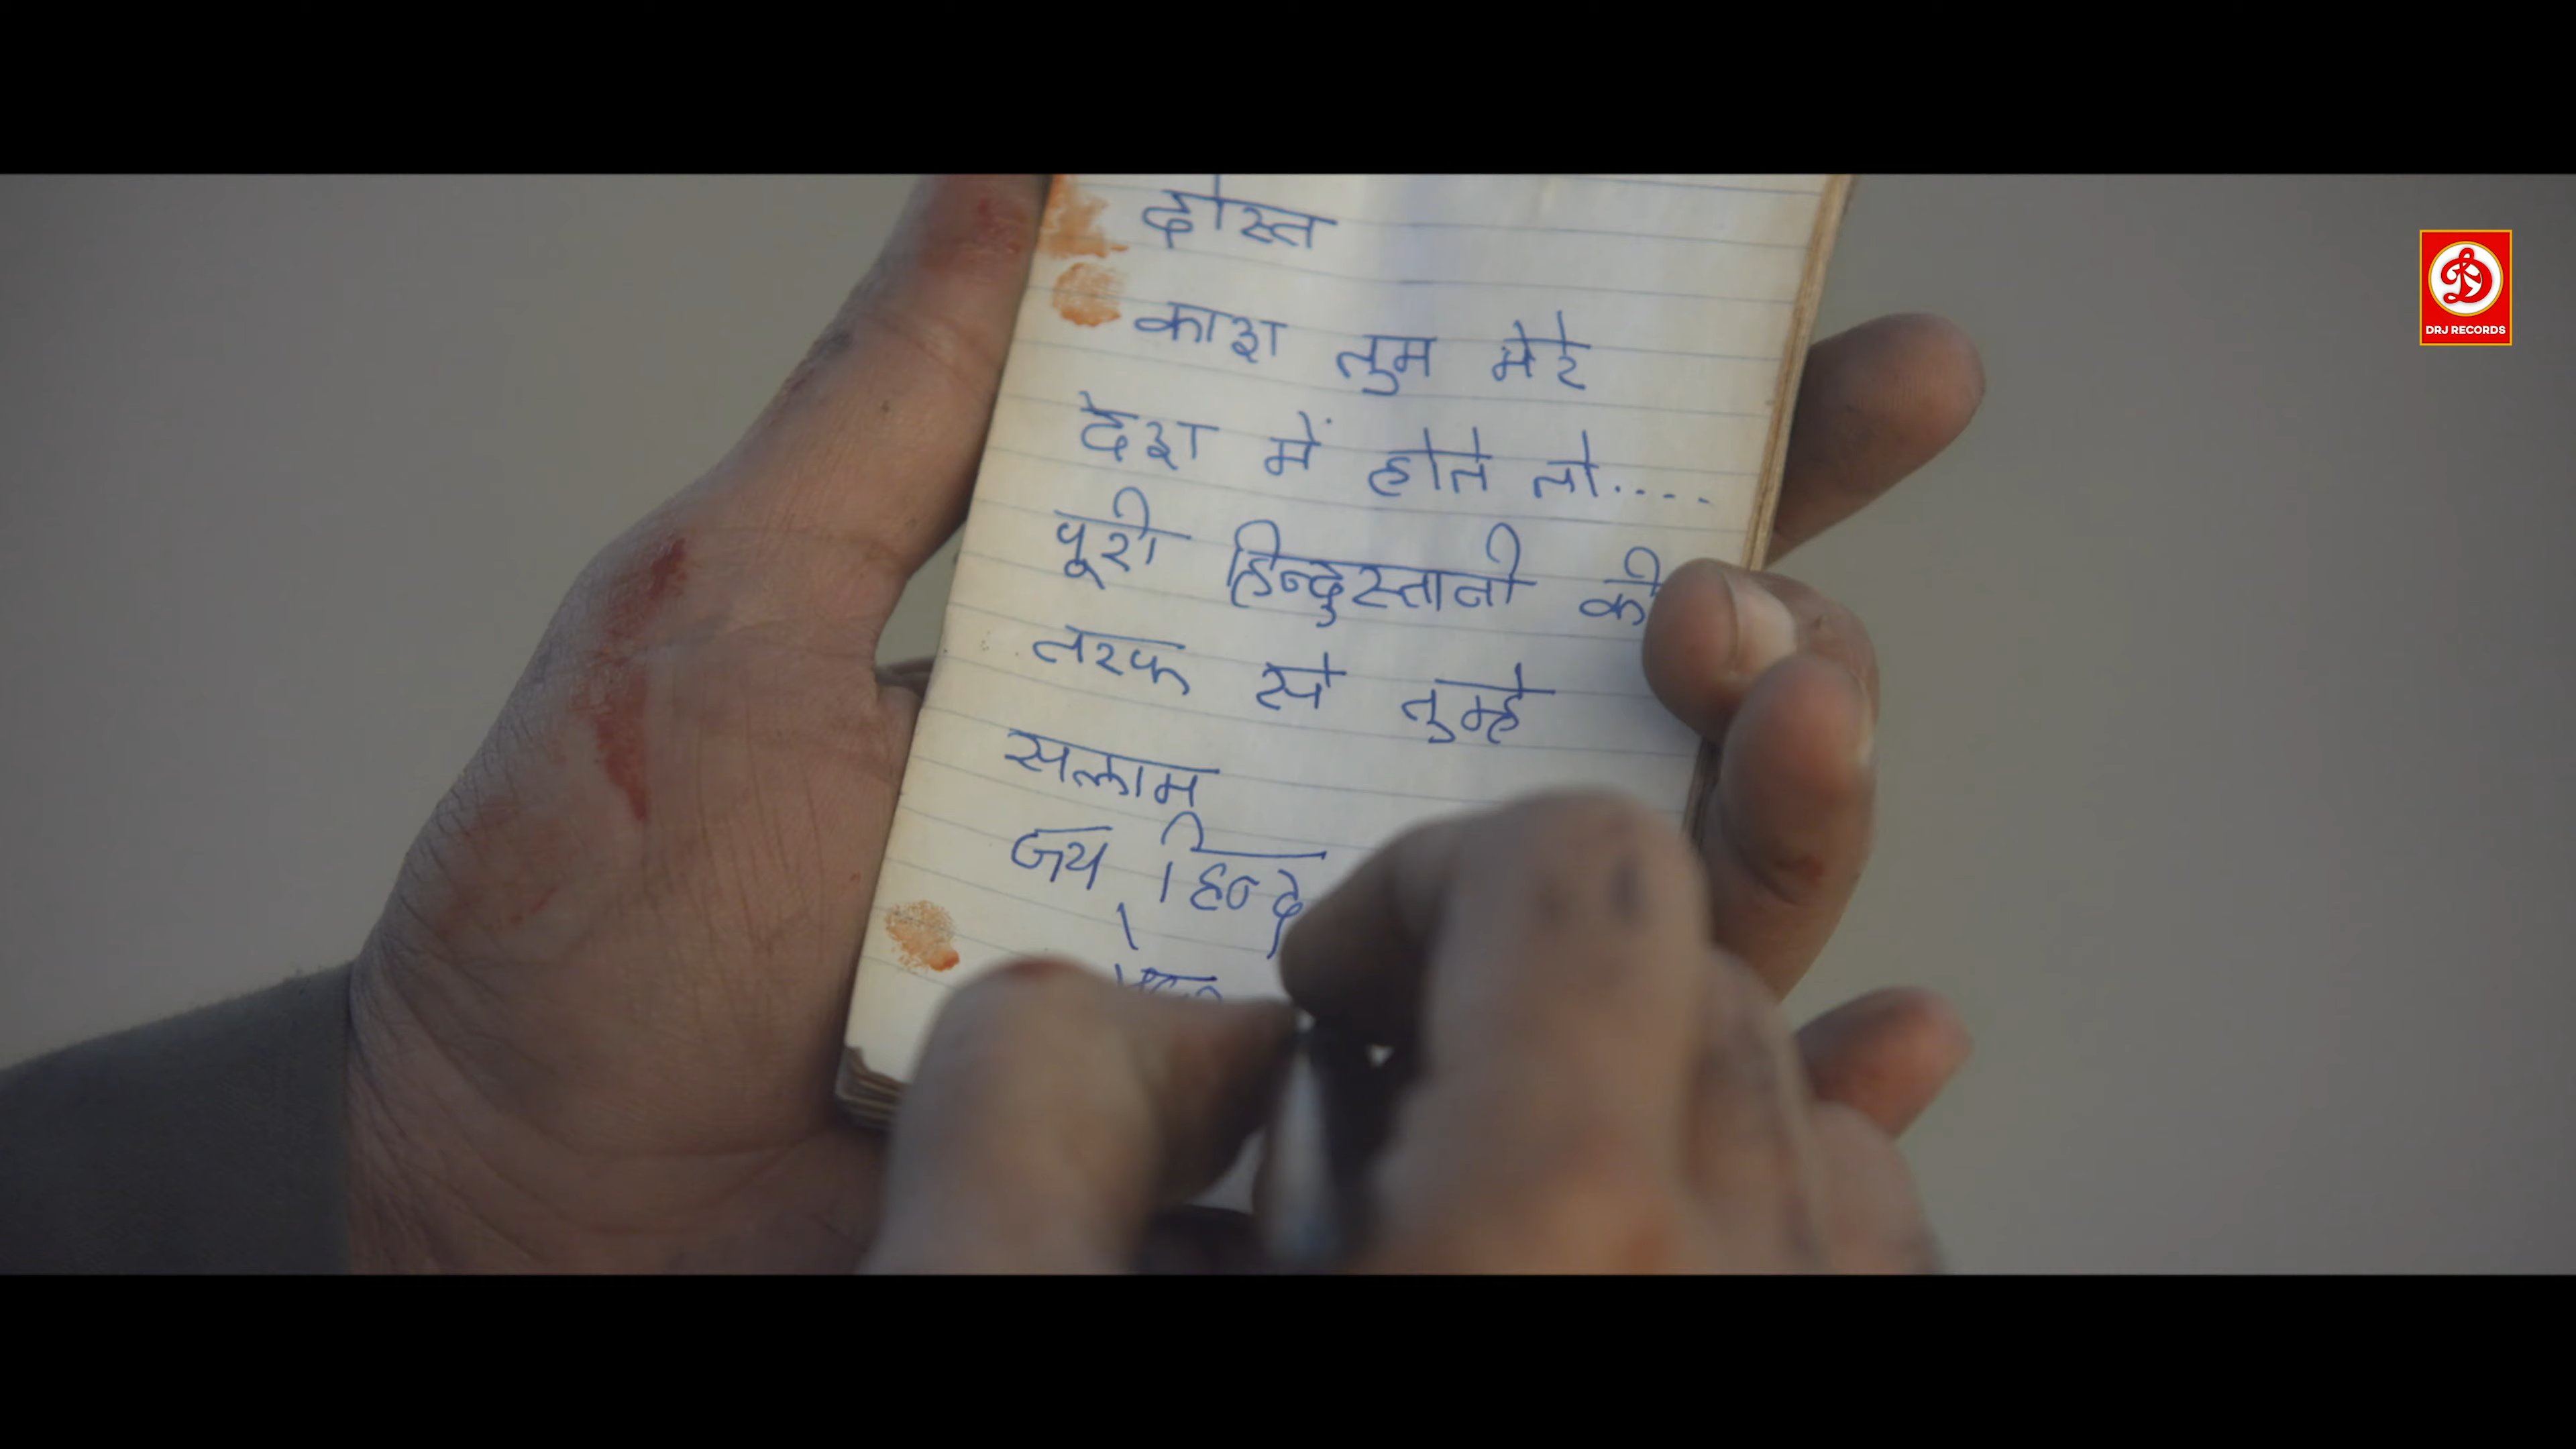 दोस्त
काश तुम मेरे
देश में होते तो....
पूरी हिन्दुस्तानी की
तरफ से तुम्हे
सलाम
जय हिन्द
DRJ RECORDS